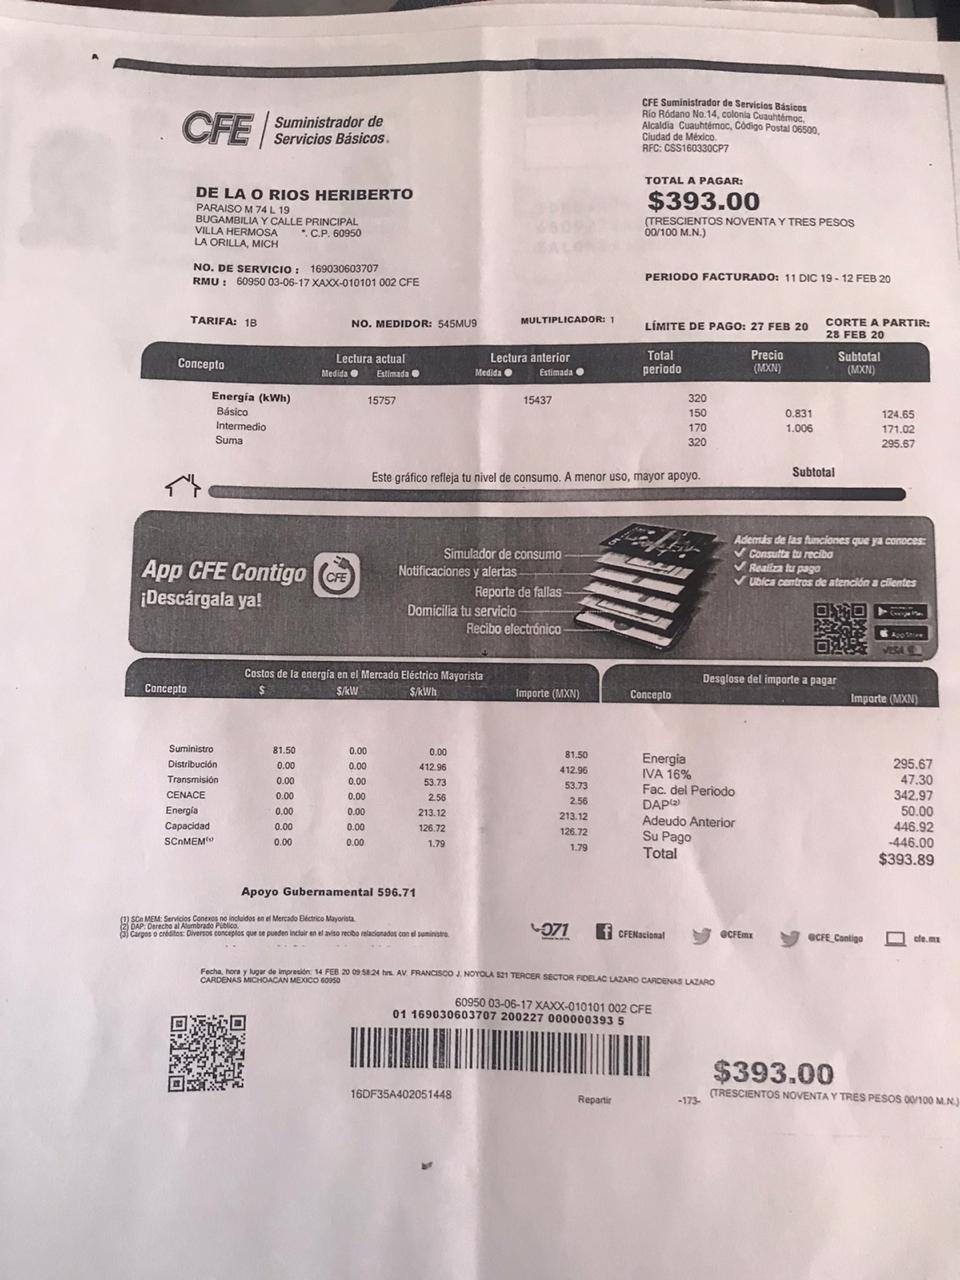 CFE Suministrador de
Servicios Básicos®
CFE Suministrador de Servicios Básicos
Río Ródano No.14, colonia Cuauhtémoc,
Alcaldía Cuauhtémoc, Código Postal 06500,
Ciudad de México.
RFC: CSS160330CP7
DE LA O RIOS HERIBERTO
PARAISO M 74 L 19
BUGAMBILIA Y CALLE PRINCIPAL
VILLA HERMOSA *. C.P. 60950
LA ORILLA, MICH
TOTAL A PAGAR:
$393.00
(TRESCIENTOS NOVENTA Y TRES PESOS
00/100 M.N.)
NO. DE SERVICIO : 169030603707
RMU : 60950 03-06-17 XAXX-010101 002 CFE
PERIODO FACTURADO: 11 DIC 19 - 12 FEB 20
TARIFA: 1B NO. MEDIDOR: 545MU9 MULTIPLICADOR: 1 LÍMITE DE PAGO: 27 FEB 20 CORTE A PARTIR:
28 FEB 20
Concepto Lectura actual Lectura anterior Total periodo Precio (MXN) Subtotal (MXN)
Medida Estimada Medida Estimada
Energía (kWh) 15757 15437 320
Básico 150 0.831 124.65
Intermedio 170 1.006 171.02
Suma 320 295.67
Este gráfico refleja tu nivel de consumo. A menor uso, mayor apoyo. Subtotal
App CFE Contigo
¡Descárgala ya!
CFE
Simulador de consumo
Notificaciones y alertas
Reporte de fallas
Domicilia tu servicio
Recibo electrónico
Además de las funciones que ya conoces:
✓ Consulta tu recibo
✓ Realiza tu pago
✓ Ubica centros de atención a clientes
Google Play
App Store
VISA
Costos de la energía en el Mercado Eléctrico Mayorista
Concepto $ $/kW $/kWh Importe (MXN)
Suministro 81.50 0.00 0.00 81.50
Distribución 0.00 0.00 412.96 412.96
Transmisión 0.00 0.00 53.73 53.73
CENACE 0.00 0.00 2.56 2.56
Energía 0.00 0.00 213.12 213.12
Capacidad 0.00 0.00 126.72 126.72
SCnMEM(1) 0.00 0.00 1.79 1.79
Desglose del importe a pagar
Concepto Importe (MXN)
Energía 295.67
IVA 16% 47.30
Fac. del Periodo 342.97
DAP(2) 50.00
Adeudo Anterior 446.92
Su Pago -446.00
Total $393.89
Apoyo Gubernamental 596.71
(1) SCn MEM: Servicios Conexos no incluidos en el Mercado Eléctrico Mayorista.
(2) DAP: Derecho al Alumbrado Público.
(3) Cargos o créditos: Diversos conceptos que se pueden incluir en el aviso recibo relacionados con el suministro.
071 CFENacional @CFEmx @CFE_Contigo cfe.mx
Fecha, hora y lugar de impresión: 14 FEB 20 09:58:24 hrs. AV. FRANCISCO J. NOYOLA 521 TERCER SECTOR FIDELAC LAZARO CARDENAS LAZARO
CARDENAS MICHOACAN MEXICO 60950
60950 03-06-17 XAXX-010101 002 CFE
01 169030603707 200227 000000393 5
16DF35A402051448
Repartir
-173-
$393.00
(TRESCIENTOS NOVENTA Y TRES PESOS 00/100 M.N.)